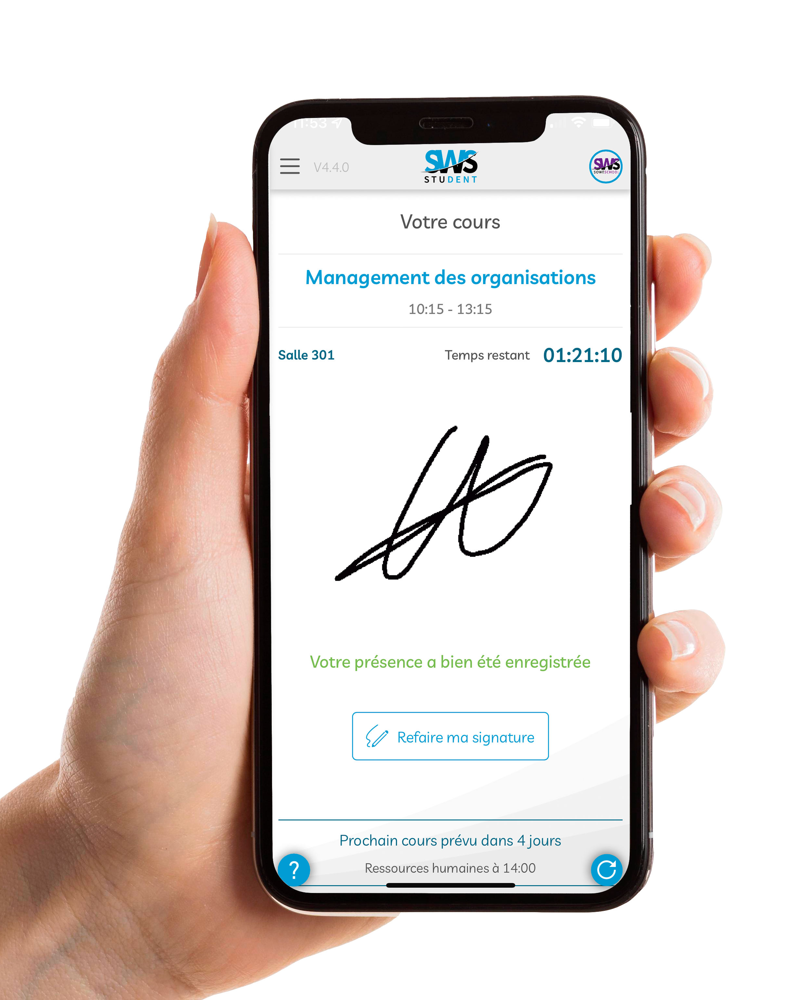 11:53
V4.4.0
SWS
STUDENT
SWS
SOWESCHOOL
Votre cours
Management des organisations
10:15 - 13:15
Salle 301
Temps restant 01:21:10
Votre présence a bien été enregistrée
Refaire ma signature
Prochain cours prévu dans 4 jours
?
Ressources humaines à 14:00